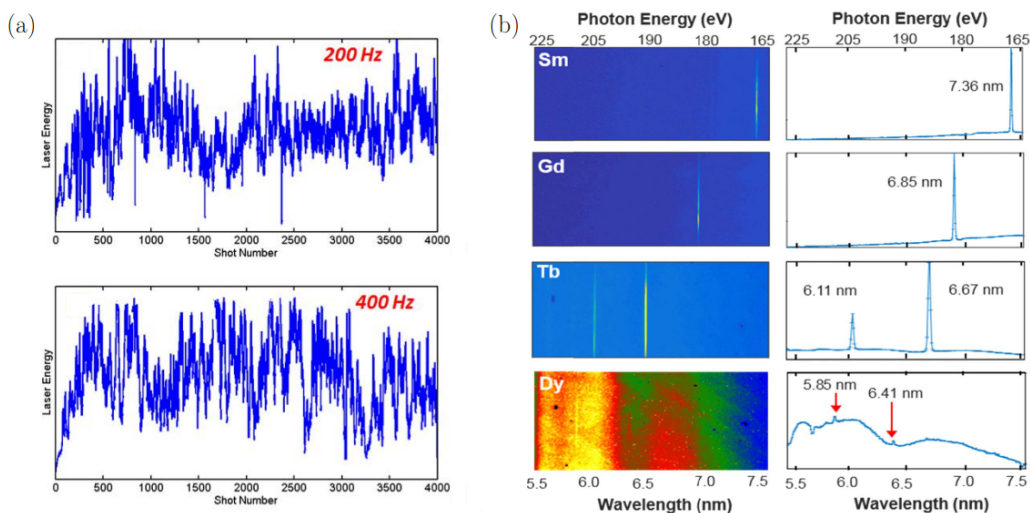 (a)
200 Hz
Laser Energy
0 500 1000 1500 2000 2500 3000 3500 4000
Shot Number
400 Hz
Laser Energy
0 500 1000 1500 2000 2500 3000 3500 4000
Shot Number
(b)
Photon Energy (eV) Photon Energy (eV)
225 205 190 180 165 225 205 190 180 165
Sm
7.36 nm
Gd
6.85 nm
Tb
6.11 nm 6.67 nm
Dy
5.85 nm
6.41 nm
5.5 6.0 6.5 7.0 7.5 5.5 6.0 6.5 7.0 7.5
Wavelength (nm) Wavelength (nm)